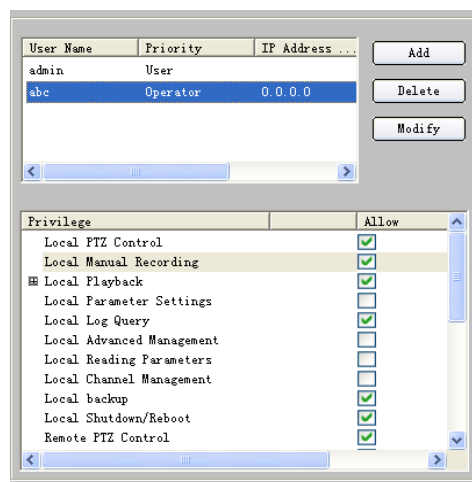 User Name Priority IP Address ...
admin User
abc Operator 0.0.0.0
Add
Delete
Modify
Privilege Allow
Local PTZ Control
Local Manual Recording
Local Playback
Local Parameter Settings
Local Log Query
Local Advanced Management
Local Reading Parameters
Local Channel Management
Local backup
Local Shutdown/Reboot
Remote PTZ Control